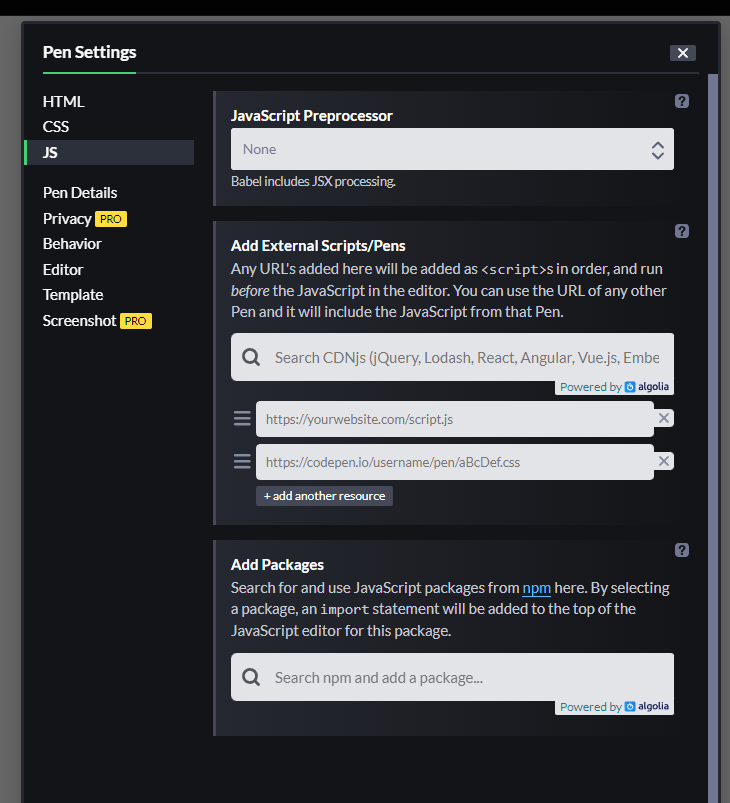 Pen Settings
HTML
CSS
JS
Pen Details
Privacy PRO
Behavior
Editor
Template
Screenshot PRO
?
JavaScript Preprocessor
None
Babel includes JSX processing.
?
Add External Scripts/Pens
Any URL's added here will be added as <script>s in order, and run
before the JavaScript in the editor. You can use the URL of any other
Pen and it will include the JavaScript from that Pen.
Search CDNjs (jQuery, Lodash, React, Angular, Vue.js, Embe
Powered by algolia
https://yourwebsite.com/script.js
https://codepen.io/username/pen/aBcDef.css
+ add another resource
?
Add Packages
Search for and use JavaScript packages from npm here. By selecting
a package, an import statement will be added to the top of the
JavaScript editor for this package.
Search npm and add a package...
Powered by algolia